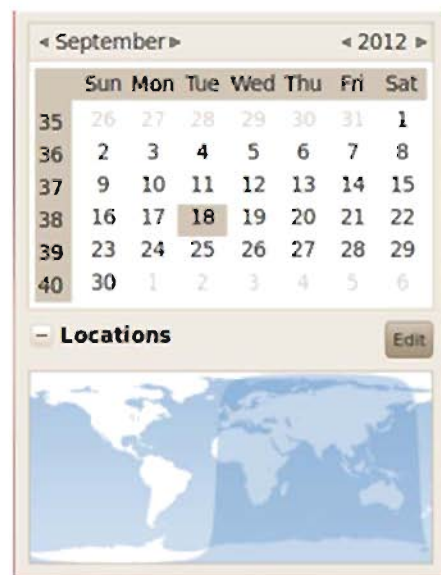 ◂ September ▸ ◂ 2012 ▸
Sun Mon Tue Wed Thu Fri Sat
35 26 27 28 29 30 31 1
36 2 3 4 5 6 7 8
37 9 10 11 12 13 14 15
38 16 17 18 19 20 21 22
39 23 24 25 26 27 28 29
40 30 1 2 3 4 5 6
− Locations Edit